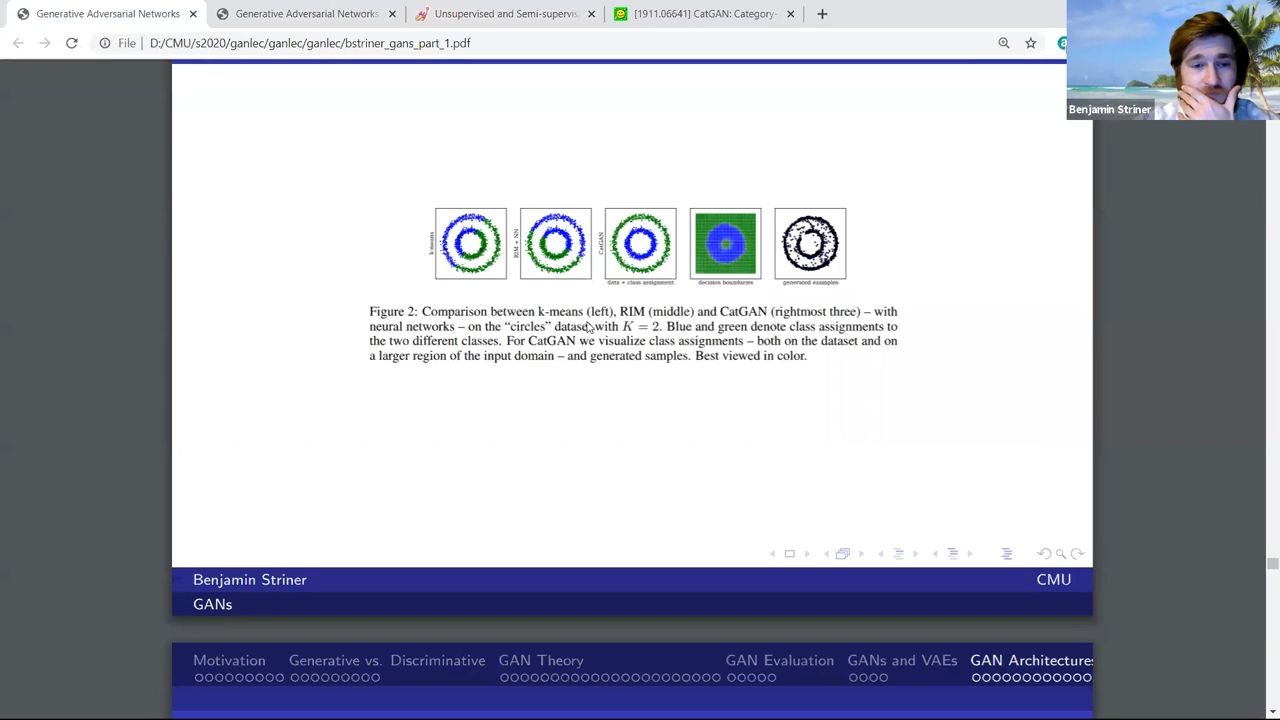 Generative Adversarial Networks
Generative Adversarial Networks
Unsupervised and Semi-supervis
[1911.06641] CatGAN: Category-
File D:/CMU/s2020/ganlec/ganlec/ganlec/bstriner_gans_part_1.pdf
Benjamin Striner
k-means
RIM + NN
CatGAN
data + class assignment
decision boundaries
generated examples
Figure 2: Comparison between k-means (left), RIM (middle) and CatGAN (rightmost three) – with
neural networks – on the “circles” dataset with K = 2. Blue and green denote class assignments to
the two different classes. For CatGAN we visualize class assignments – both on the dataset and on
a larger region of the input domain – and generated samples. Best viewed in color.
Benjamin Striner CMU
GANs
Motivation Generative vs. Discriminative GAN Theory GAN Evaluation GANs and VAEs GAN Architectures